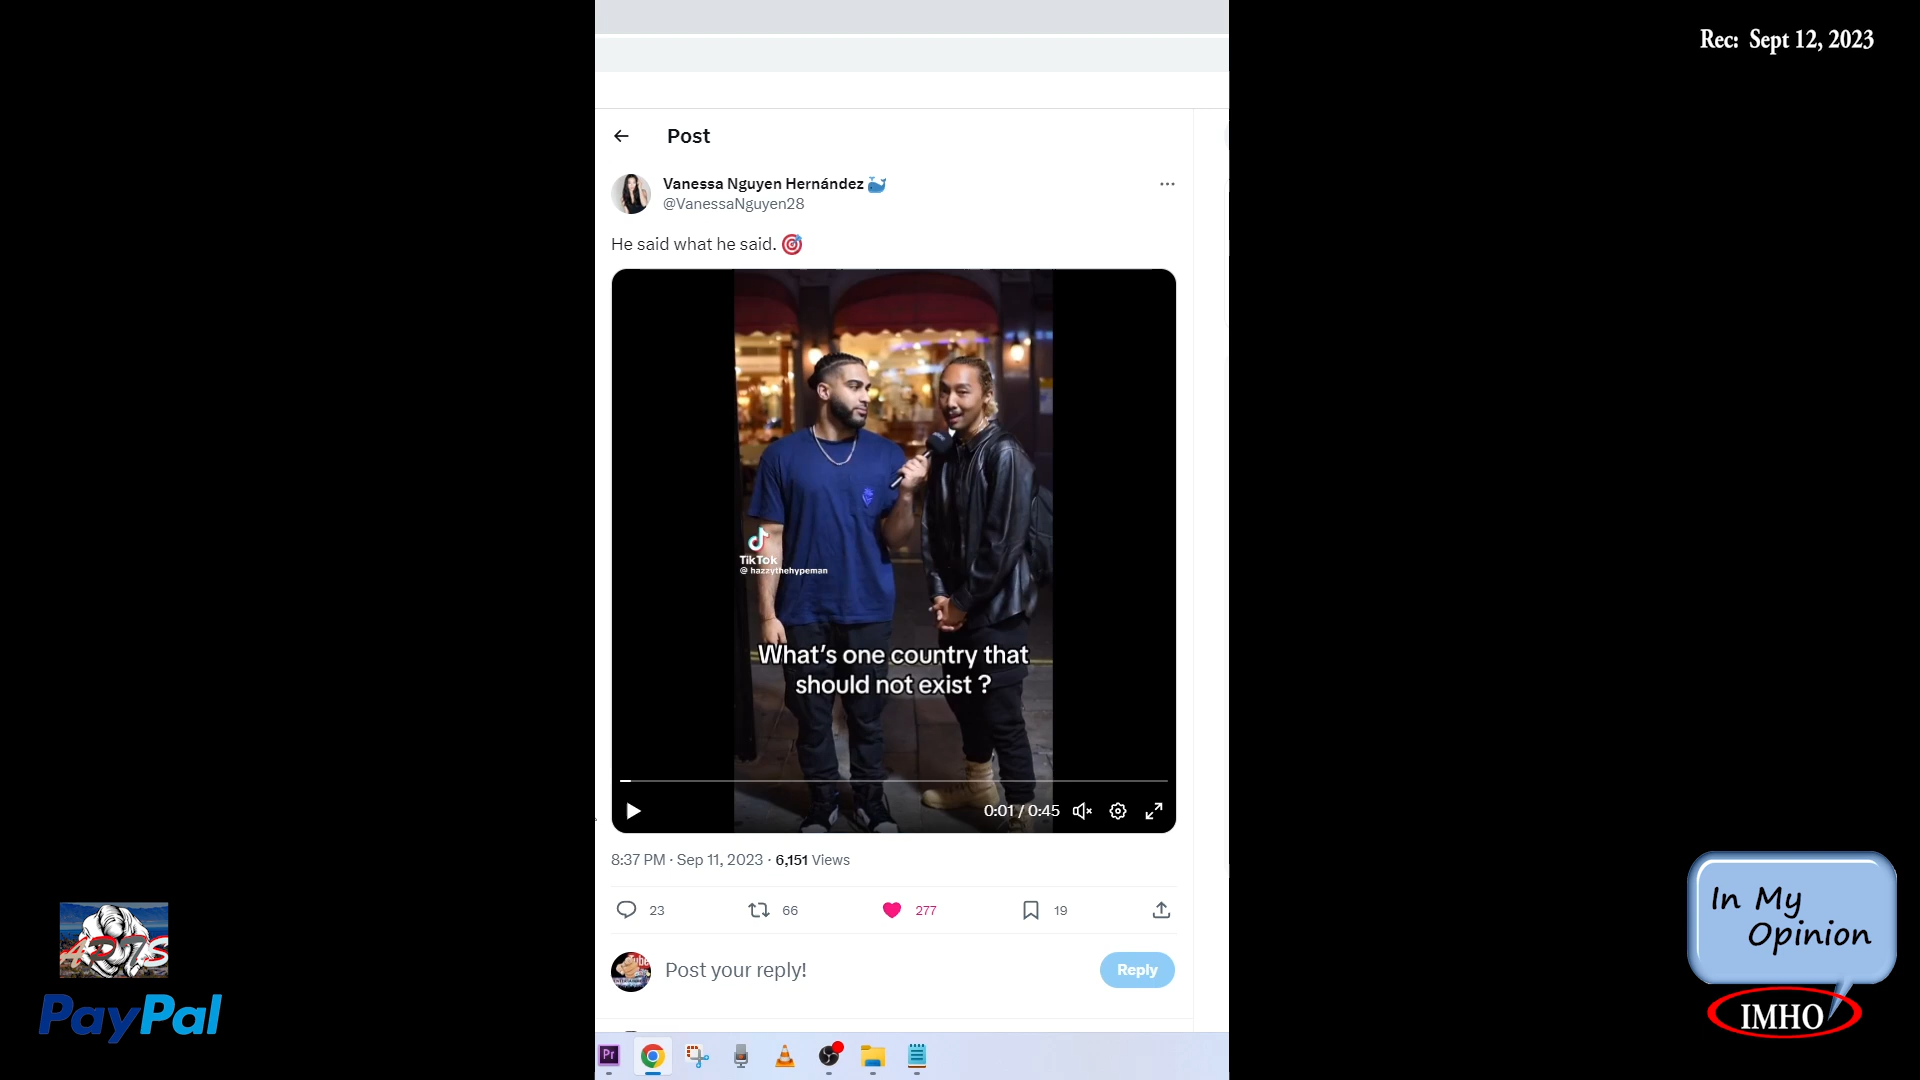 Rec: Sept 12, 2023
Post
Vanessa Nguyen Hernández
@VanessaNguyen28
He said what he said.
TikTok
@ hazzythehypeman
What's one country that
should not exist ?
0:01 / 0:45
8:37 PM · Sep 11, 2023 · 6,151 Views
23 66 277 19
Post your reply!
Reply
Pr
PayPal
In My
Opinion
IMHO